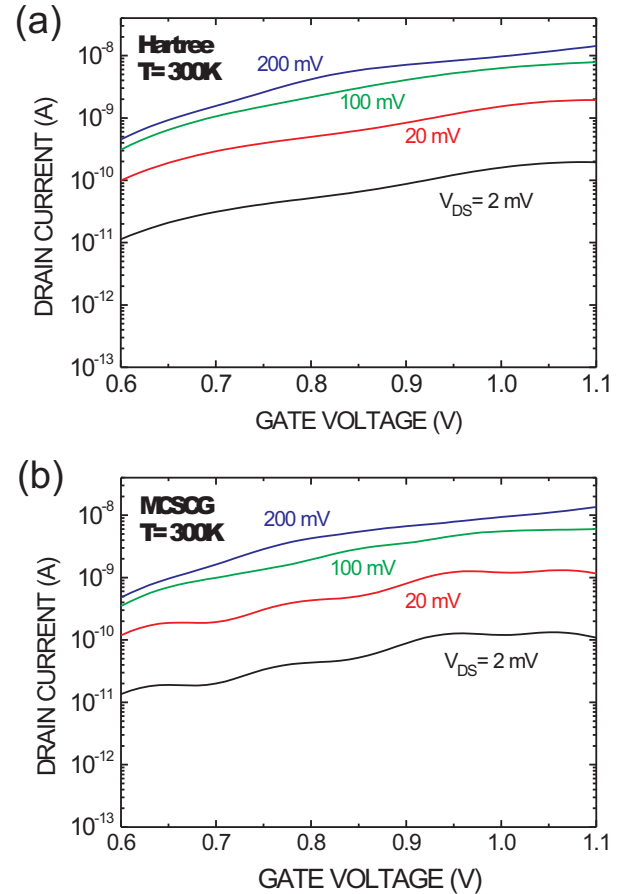 (a)
Hartree
T= 300K
200 mV
100 mV
20 mV
V_DS= 2 mV
DRAIN CURRENT (A)
10^-8
10^-9
10^-10
10^-11
10^-12
10^-13
0.6 0.7 0.8 0.9 1.0 1.1
GATE VOLTAGE (V)
(b)
MCSCG
T= 300K
200 mV
100 mV
20 mV
V_DS= 2 mV
DRAIN CURRENT (A)
10^-8
10^-9
10^-10
10^-11
10^-12
10^-13
0.6 0.7 0.8 0.9 1.0 1.1
GATE VOLTAGE (V)